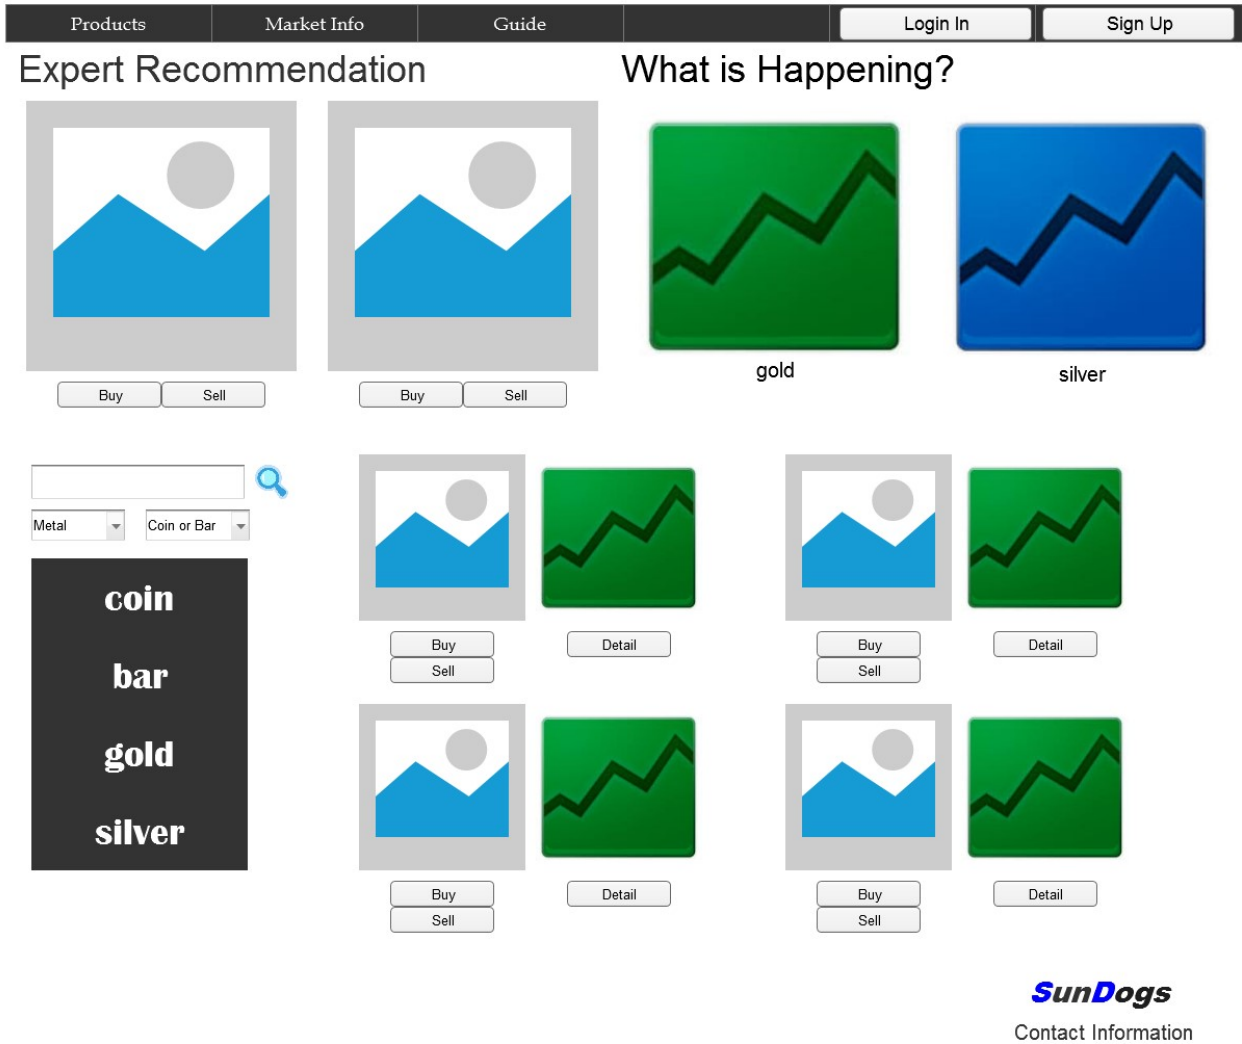 Products Market Info Guide Login In Sign Up
Expert Recommendation
What is Happening?
gold
silver
Buy Sell
Buy Sell
Metal
Coin or Bar
coin
bar
gold
silver
Buy
Sell
Detail
Buy
Sell
Detail
Buy
Sell
Detail
Buy
Sell
Detail
SunDogs
Contact Information